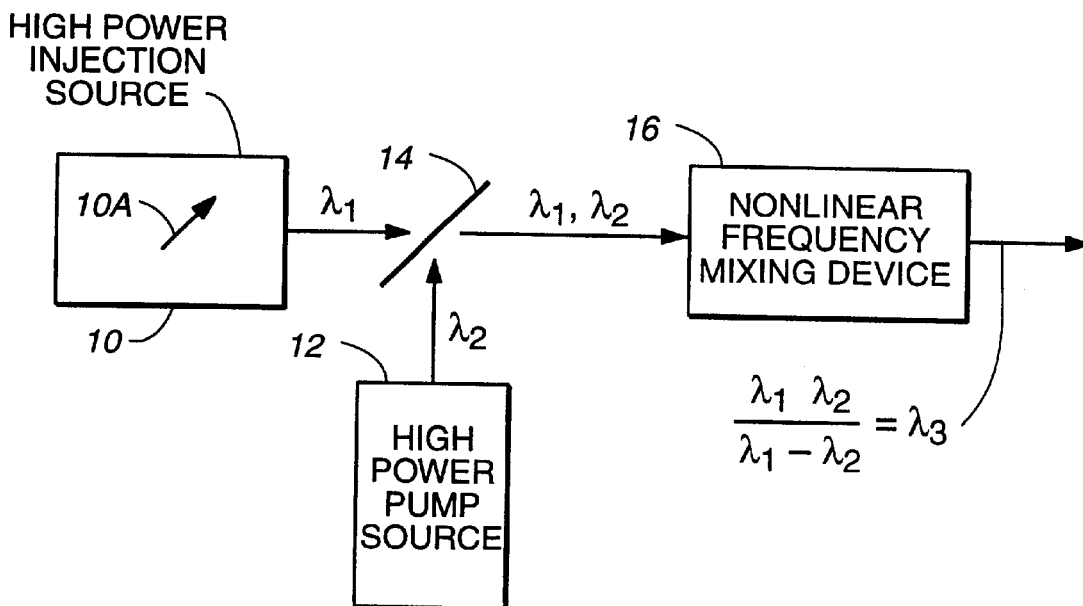 HIGH POWER
INJECTION
SOURCE
10A
10
λ1
14
λ1, λ2
16
NONLINEAR
FREQUENCY
MIXING DEVICE
12
λ2
HIGH
POWER
PUMP
SOURCE
λ1 λ2
λ1 – λ2
= λ3